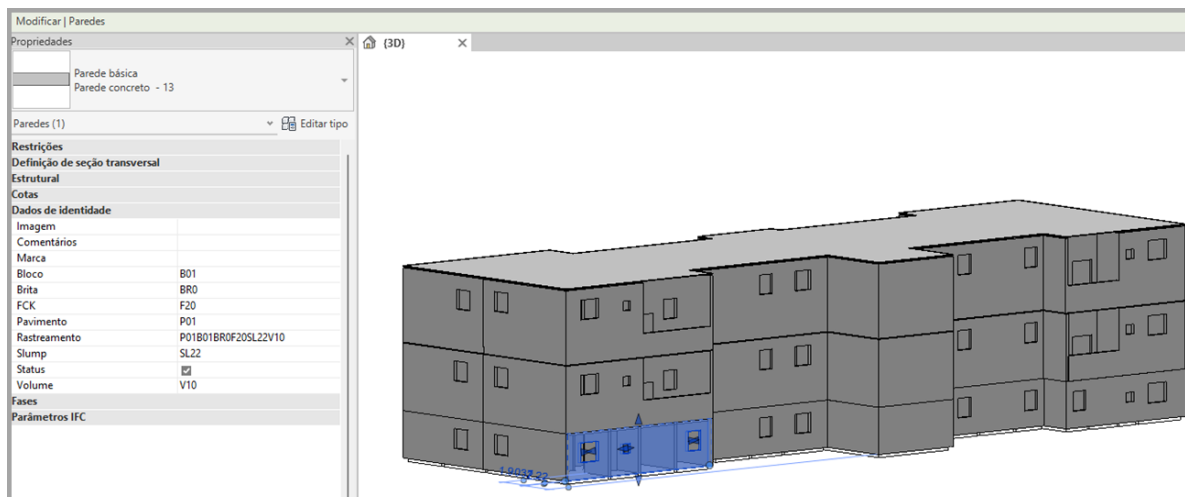 Modificar | Paredes
Propriedades
(3D)
Parede básica
Parede concreto - 13
Paredes (1)
Editar tipo
Restrições
Definição de seção transversal
Estrutural
Cotas
Dados de identidade
Imagem
Comentários
Marca
Bloco B01
Brita BR0
FCK F20
Pavimento P01
Rastreamento P01B01BR0F20SL22V10
Slump SL22
Status
Volume V10
Fases
Parâmetros IFC